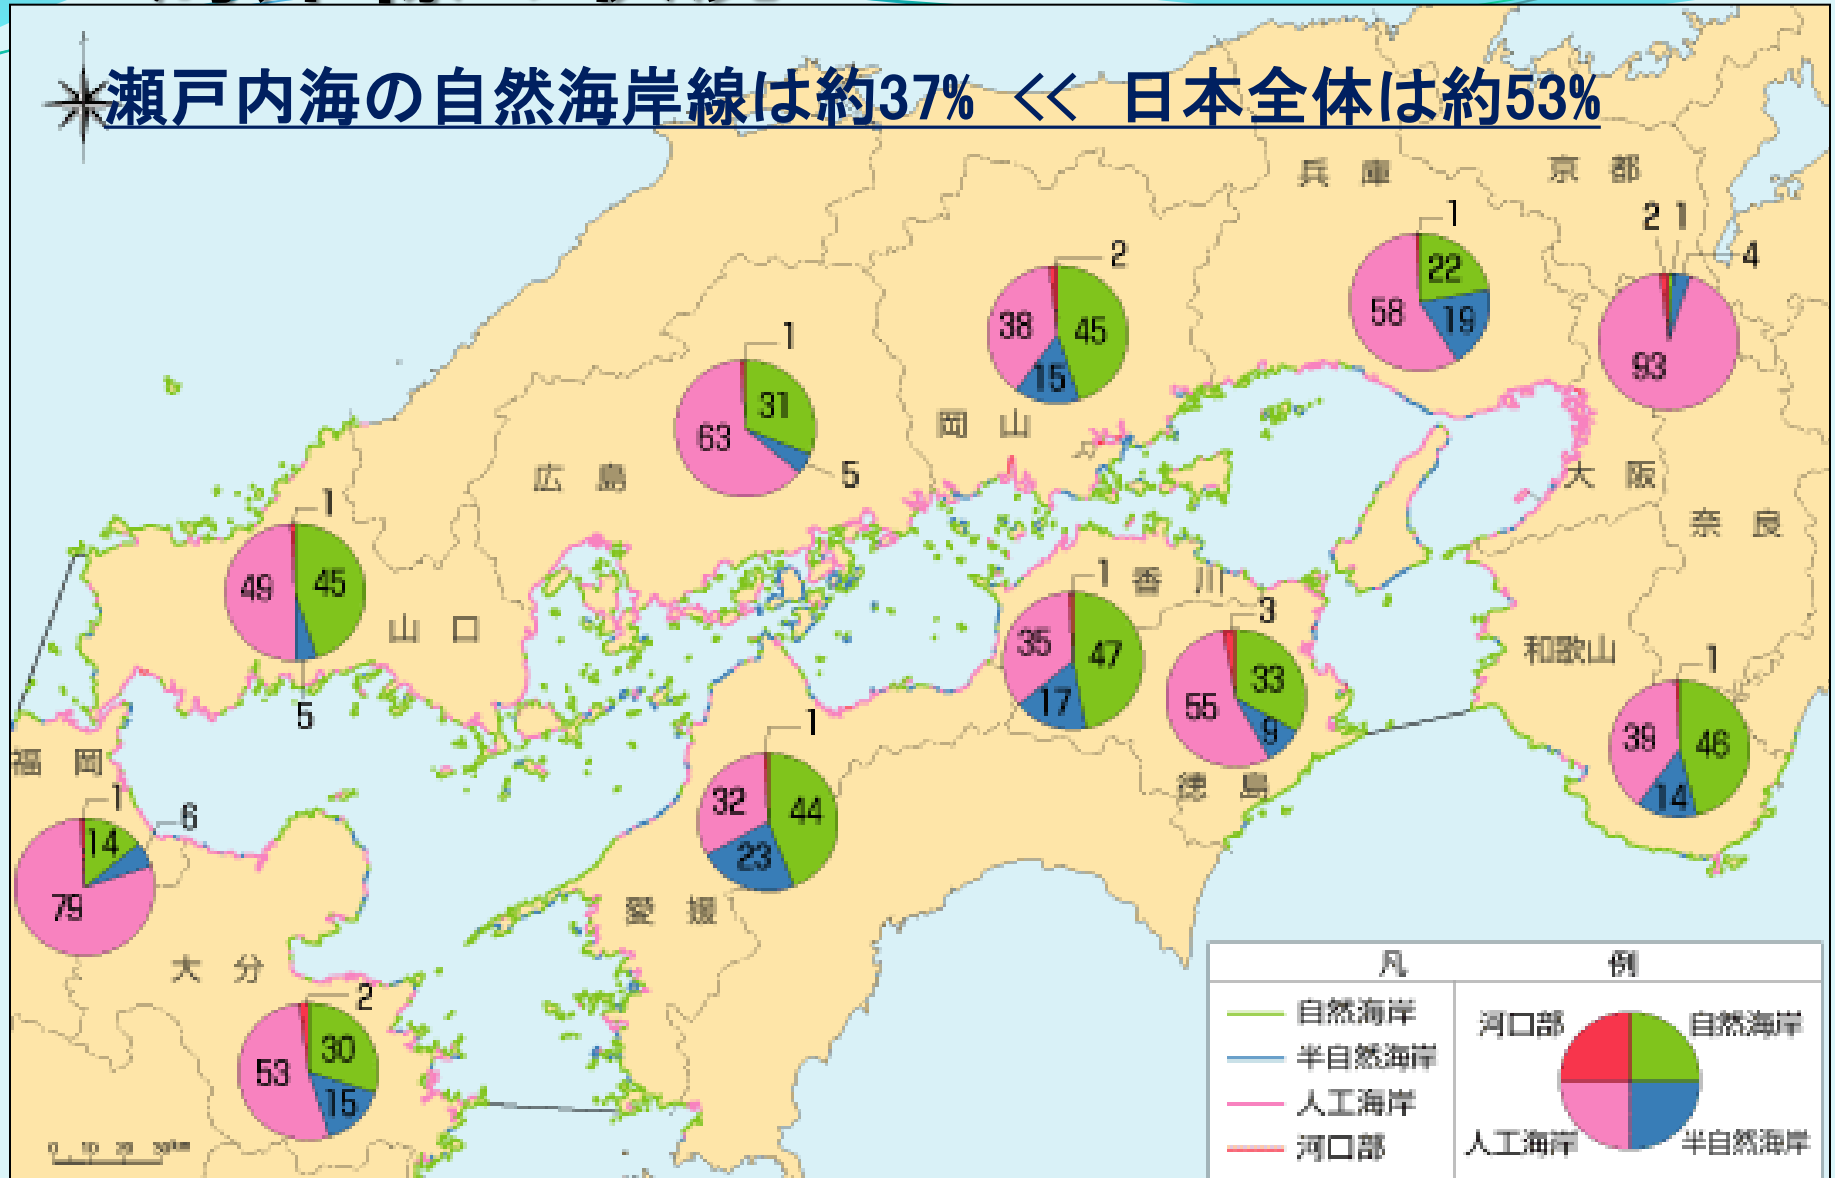 瀬戸内海の自然海岸線は約37% << 日本全体は約53%
兵 庫
京 都
1
2 1
4
22
58
19
93
2
38
45
15
1
31
63
5
岡 山
広 島
大 阪
奈 良
1
49
45
5
山 口
1
香 川
35
47
17
3
33
55
9
徳 島
和歌山
1
39
46
14
福 岡
1
6
14
79
1
32
44
23
愛 媛
大 分
2
30
53
15
0 10 20 30km
凡 例
自然海岸
半自然海岸
人工海岸
河口部
河口部
自然海岸
人工海岸
半自然海岸